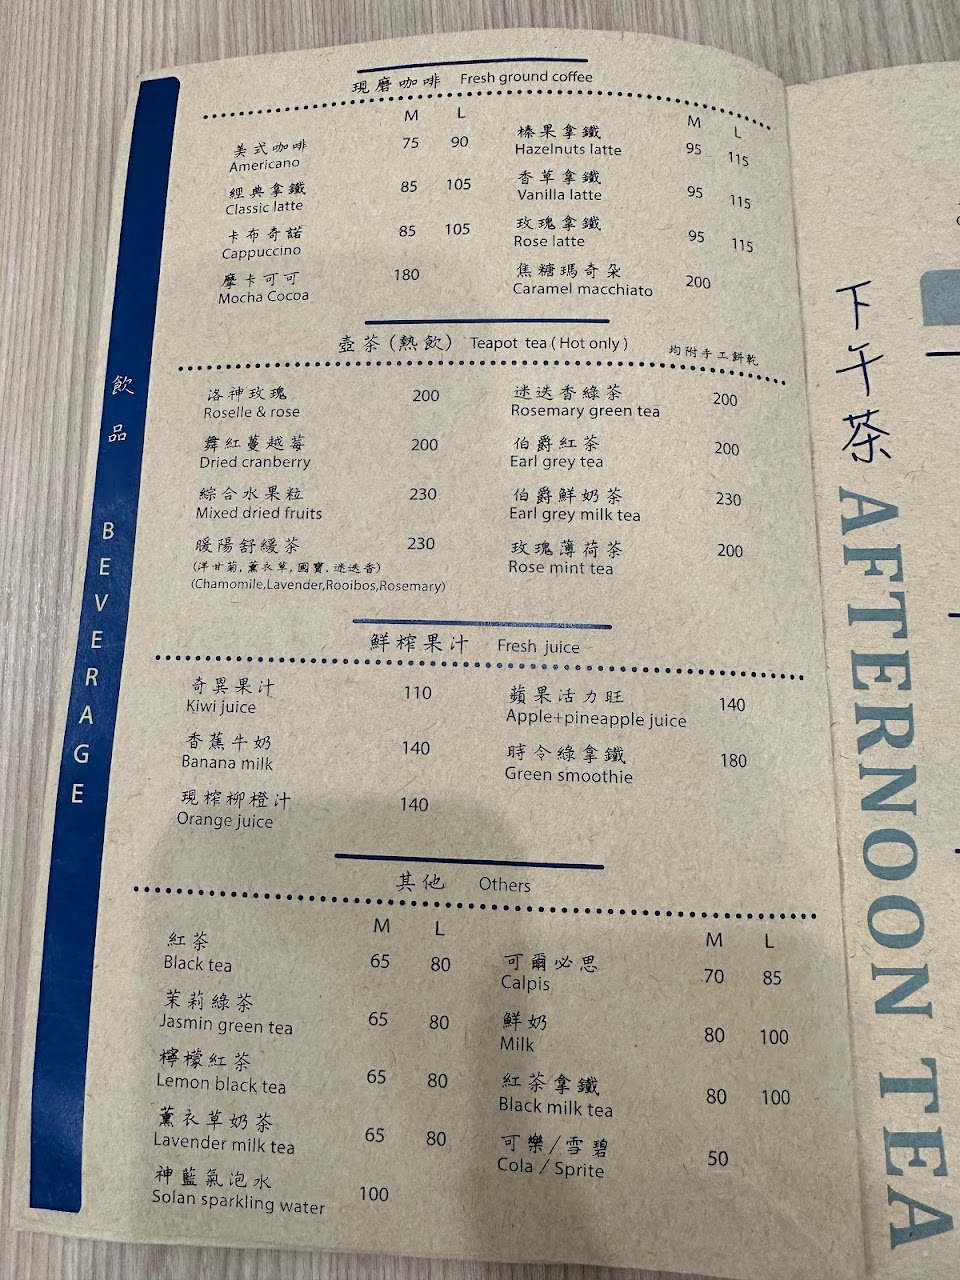 飲品 BEVERAGE
現磨咖啡 Fresh ground coffee
M L
美式咖啡 75 90
Americano
經典拿鐵 85 105
Classic latte
卡布奇諾 85 105
Cappuccino
摩卡可可 180
Mocha Cocoa
M L
榛果拿鐵 95 115
Hazelnuts latte
香草拿鐵 95 115
Vanilla latte
玫瑰拿鐵 95 115
Rose latte
焦糖瑪奇朵 200
Caramel macchiato
壺茶(熱飲) Teapot tea ( Hot only ) 均附手工餅乾
洛神玫瑰 200
Roselle & rose
舞紅蔓越莓 200
Dried cranberry
綜合水果粒 230
Mixed dried fruits
暖陽舒緩茶 230
(洋甘菊,薰衣草,國寶,迷迭香)
(Chamomile,Lavender,Rooibos,Rosemary)
迷迭香綠茶 200
Rosemary green tea
伯爵紅茶 200
Earl grey tea
伯爵鮮奶茶 230
Earl grey milk tea
玫瑰薄荷茶 200
Rose mint tea
鮮榨果汁 Fresh juice
奇異果汁 110
Kiwi juice
香蕉牛奶 140
Banana milk
現榨柳橙汁 140
Orange juice
蘋果活力旺 140
Apple+pineapple juice
時令綠拿鐵 180
Green smoothie
其他 Others
M L
紅茶 65 80
Black tea
茉莉綠茶 65 80
Jasmin green tea
檸檬紅茶 65 80
Lemon black tea
薰衣草奶茶 65 80
Lavender milk tea
神藍氣泡水 100
Solan sparkling water
M L
可爾必思 70 85
Calpis
鮮奶 80 100
Milk
紅茶拿鐵 80 100
Black milk tea
可樂/雪碧 50
Cola / Sprite
下午茶 AFTERNOON TEA